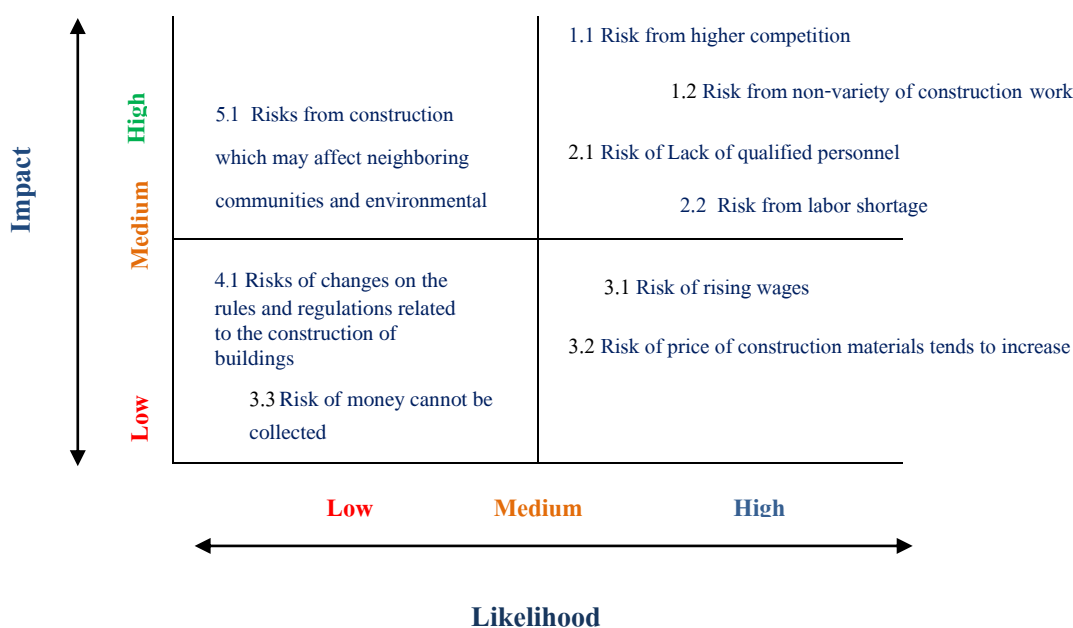 1.1 Risk from higher competition
1.2 Risk from non-variety of construction work
5.1 Risks from construction
which may affect neighboring
communities and environmental
2.1 Risk of Lack of qualified personnel
2.2 Risk from labor shortage
4.1 Risks of changes on the
rules and regulations related
to the construction of
buildings
3.3 Risk of money cannot be
collected
3.1 Risk of rising wages
3.2 Risk of price of construction materials tends to increase
Impact
High
Medium
Low
Low
Medium
High
Likelihood